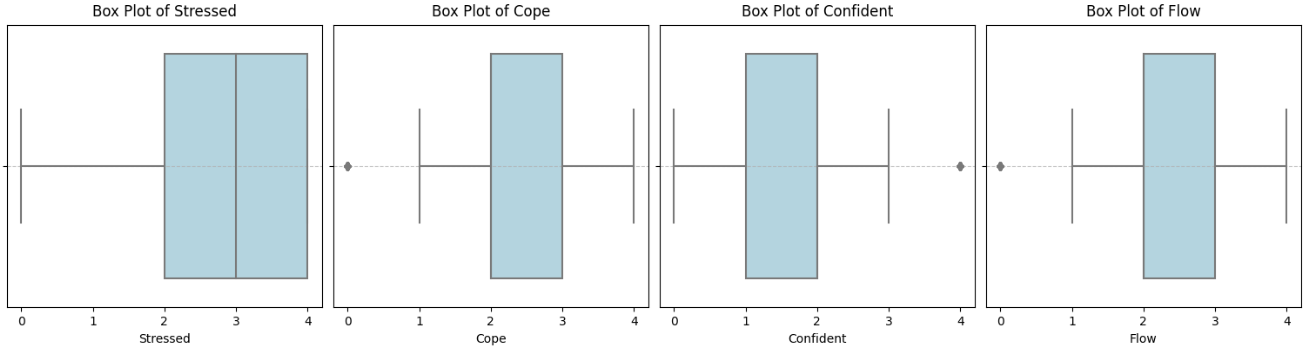 Box Plot of Stressed
0 1 2 3 4
Stressed
Box Plot of Cope
0 1 2 3 4
Cope
Box Plot of Confident
0 1 2 3 4
Confident
Box Plot of Flow
0 1 2 3 4
Flow